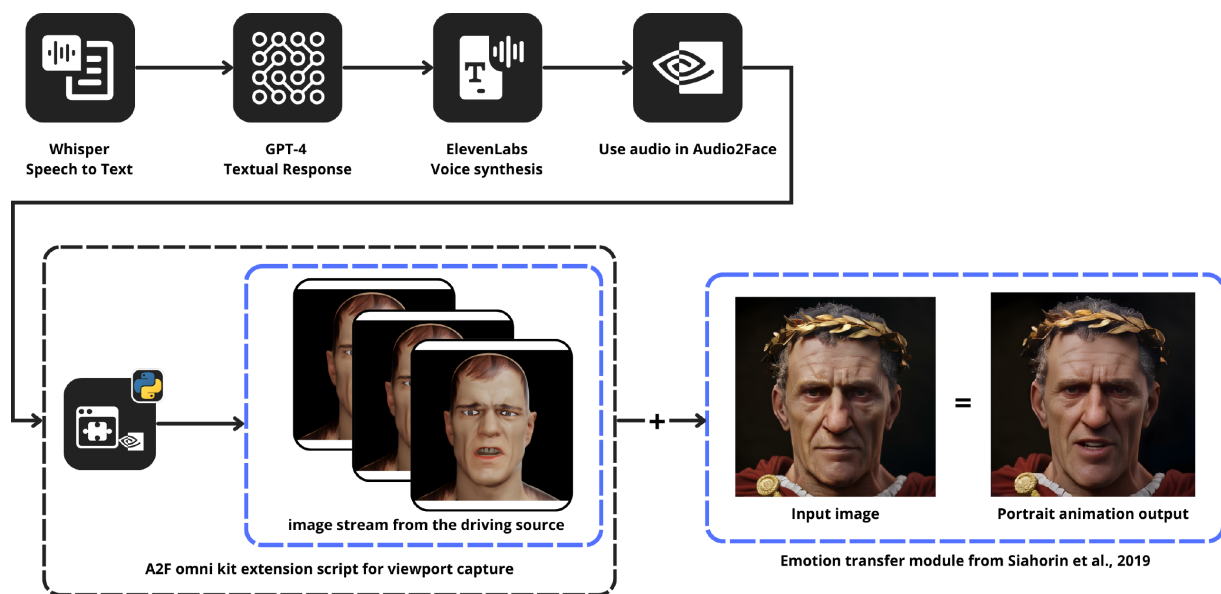 Whisper
Speech to Text
GPT-4
Textual Response
T
ElevenLabs
Voice synthesis
Use audio in Audio2Face
image stream from the driving source
A2F omni kit extension script for viewport capture
+
Input image
=
Portrait animation output
Emotion transfer module from Siahorin et al., 2019